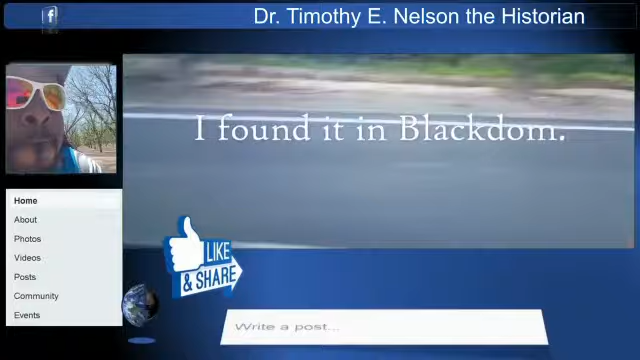 f
Dr. Timothy E. Nelson the Historian
I found it in Blackdom.
Home
About
Photos
Videos
Posts
Community
Events
LIKE
& SHARE
Write a post...